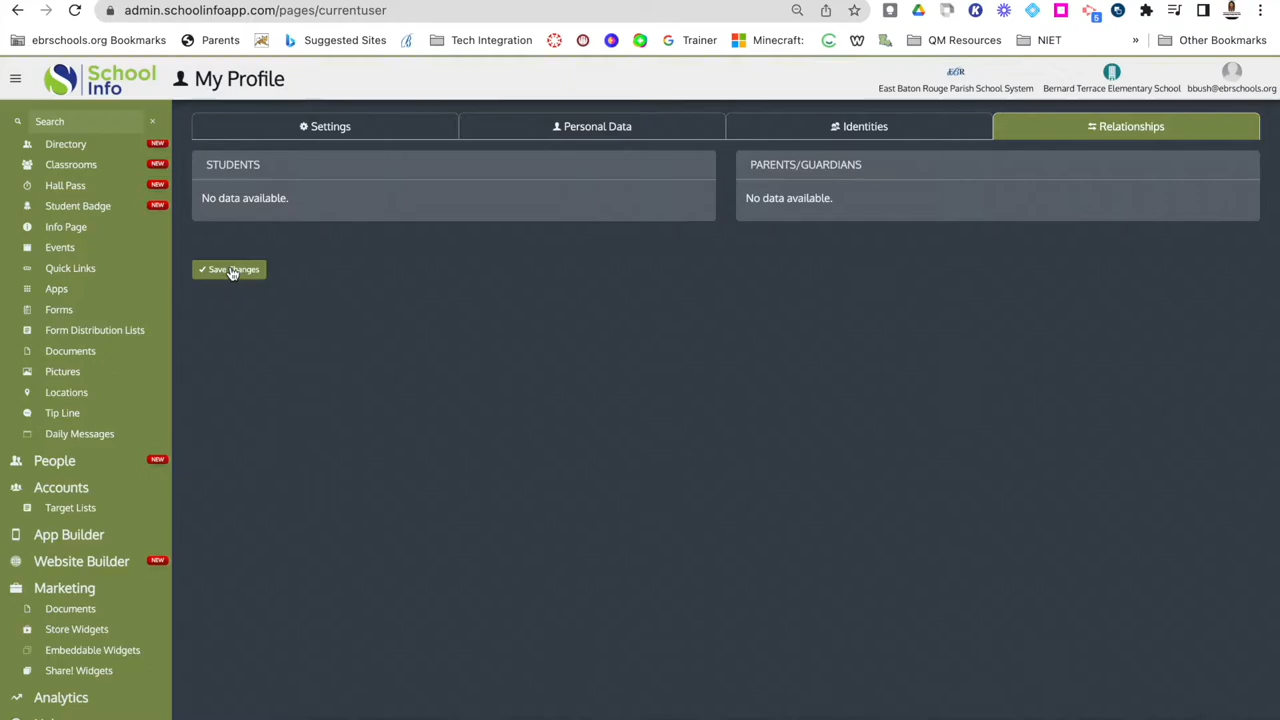 admin.schoolinfoapp.com/pages/currentuser
5
ebrschools.org Bookmarks
Parents
Suggested Sites
Tech Integration
Trainer
Minecraft:
QM Resources
NIET
»
Other Bookmarks
School
Info
My Profile
EBR
East Baton Rouge Parish School System
Bernard Terrace Elementary School
bbush@ebrschools.org
Search
×
Settings
Personal Data
Identities
Relationships
Directory NEW
Classrooms NEW
Hall Pass NEW
Student Badge NEW
Info Page
Events
Quick Links
Apps
Forms
Form Distribution Lists
Documents
Pictures
Locations
Tip Line
Daily Messages
People NEW
Accounts
Target Lists
App Builder
Website Builder NEW
Marketing
Documents
Store Widgets
Embeddable Widgets
Share! Widgets
Analytics
STUDENTS
No data available.
PARENTS/GUARDIANS
No data available.
Save Changes